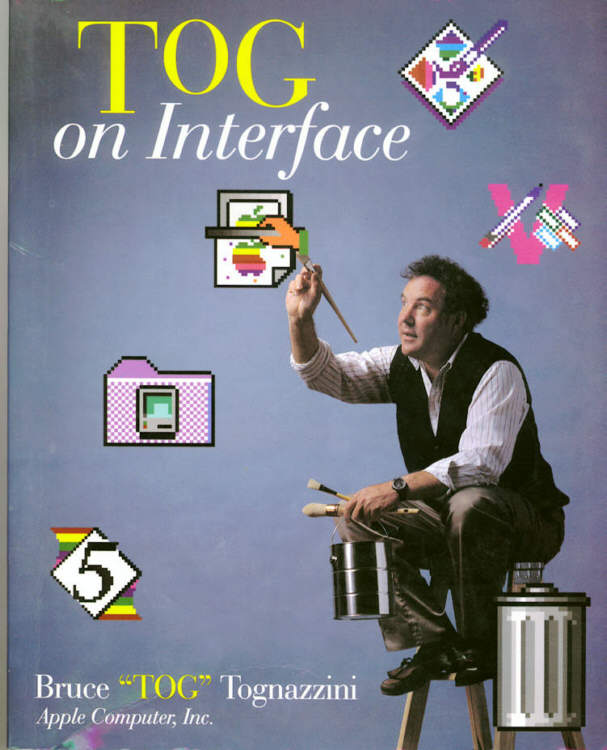 TOG
on Interface
V
5
Bruce “TOG” Tognazzini
Apple Computer, Inc.